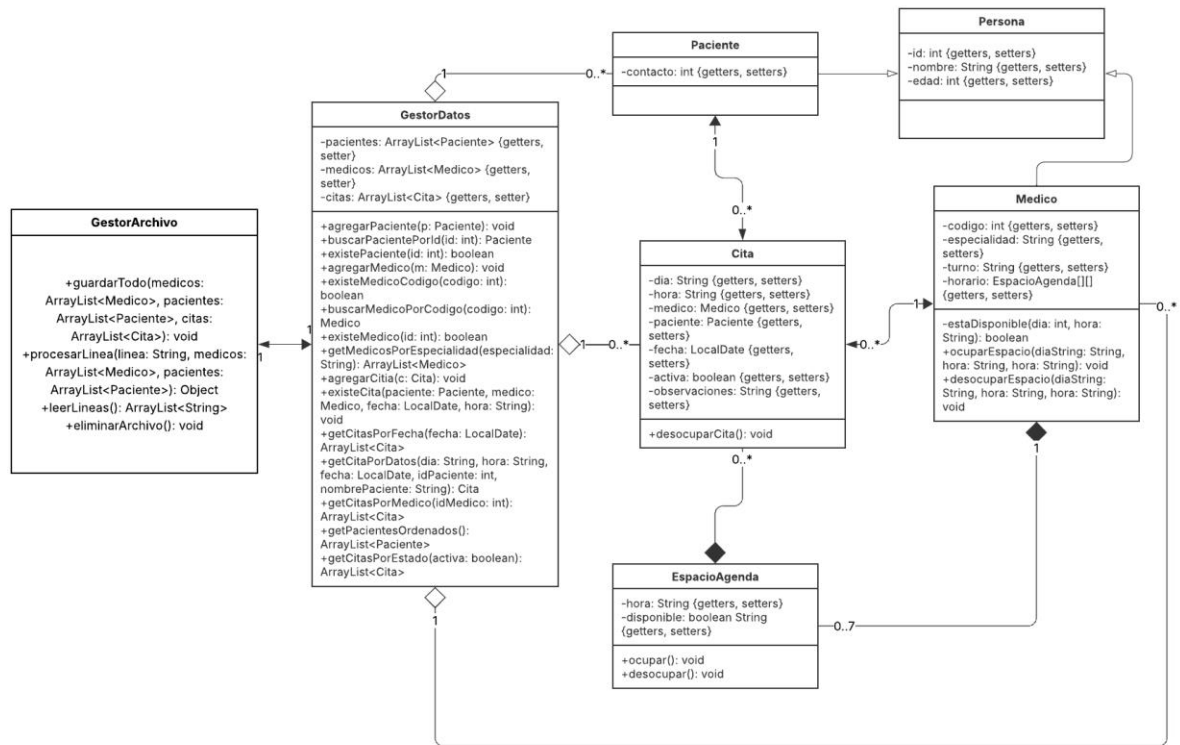 Persona
-id: int {getters, setters}
-nombre: String {getters, setters}
-edad: int {getters, setters}
Paciente
-contacto: int {getters, setters}
1
0..*
GestorDatos
-pacientes: ArrayList<Paciente> {getters,
setter}
-medicos: ArrayList<Medico> {getters,
setter}
-citas: ArrayList<Cita> {getters, setter}
+agregarPaciente(p: Paciente): void
+buscarPacientePorId(id: int): Paciente
+existePaciente(id: int): boolean
+agregarMedico(m: Medico): void
+existeMedicoCodigo(codigo: int):
boolean
+buscarMedicoPorCodigo(codigo: int):
Medico
+existeMedico(id: int): boolean
+getMedicosPorEspecialidad(especialidad:
String): ArrayList<Medico>
+agregarCitia(c: Cita): void
+existeCita(paciente: Paciente, medico:
Medico, fecha: LocalDate, hora: String):
void
+getCitasPorFecha(fecha: LocalDate):
ArrayList<Cita>
+getCitaPorDatos(dia: String, hora: String,
fecha: LocalDate, idPaciente: int,
nombrePaciente: String): Cita
+getCitasPorMedico(idMedico: int):
ArrayList<Cita>
+getPacientesOrdenados():
ArrayList<Paciente>
+getCitasPorEstado(activa: boolean):
ArrayList<Cita>
1
GestorArchivo
+guardarTodo(medicos:
ArrayList<Medico>, pacientes:
ArrayList<Paciente>, citas:
ArrayList<Cita>): void
+procesarLinea(linea: String, medicos:
ArrayList<Medico>, pacientes:
ArrayList<Paciente>): Object
+leerLineas(): ArrayList<String>
+eliminarArchivo(): void
1
1
1
0..*
1
0..*
Cita
-dia: String {getters, setters}
-hora: String {getters, setters}
-medico: Medico {getters, setters}
-paciente: Paciente {getters,
setters}
-fecha: LocalDate {getters,
setters}
-activa: boolean {getters, setters}
-observaciones: String {getters,
setters}
+desocuparCita(): void
0..*
0..*
1
Medico
-codigo: int {getters, setters}
-especialidad: String {getters,
setters}
-turno: String {getters, setters}
-horario: EspacioAgenda[][]
{getters, setters}
-estaDisponible(dia: int, hora:
String): boolean
+ocuparEspacio(diaString: String,
hora: String, hora: String): void
+desocuparEspacio(diaString:
String, hora: String, hora: String):
void
0..*
1
EspacioAgenda
-hora: String {getters, setters}
-disponible: boolean String
{getters, setters}
+ocupar(): void
+desocupar(): void
0..7